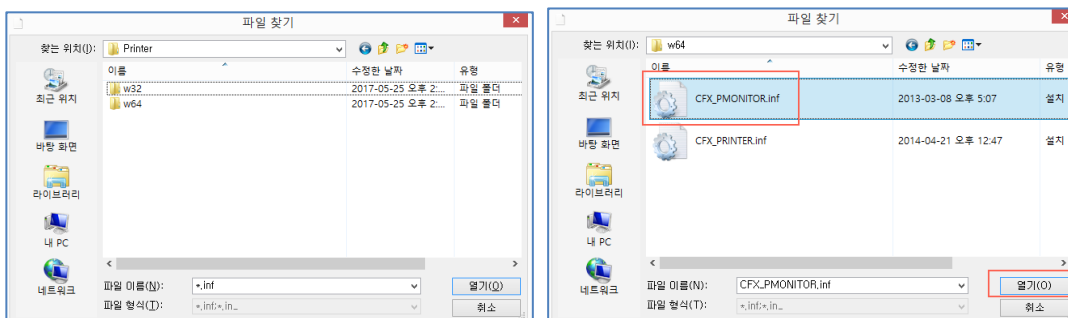 파일 찾기
찾는 위치(I): Printer
이름 수정한 날짜 유형
w32 2017-05-25 오후 2:... 파일 폴더
w64 2017-05-25 오후 2:... 파일 폴더
최근 위치
바탕 화면
라이브러리
내 PC
네트워크
파일 이름(N): *.inf 열기(O)
파일 형식(T): *.inf;*.in_ 취소
파일 찾기
찾는 위치(I): w64
이름 수정한 날짜 유형
CFX_PMONITOR.inf 2013-03-08 오후 5:07 설치
CFX_PRINTER.inf 2014-04-21 오후 12:47 설치
최근 위치
바탕 화면
라이브러리
내 PC
네트워크
파일 이름(N): CFX_PMONITOR.inf 열기(O)
파일 형식(T): *.inf;*.in_ 취소